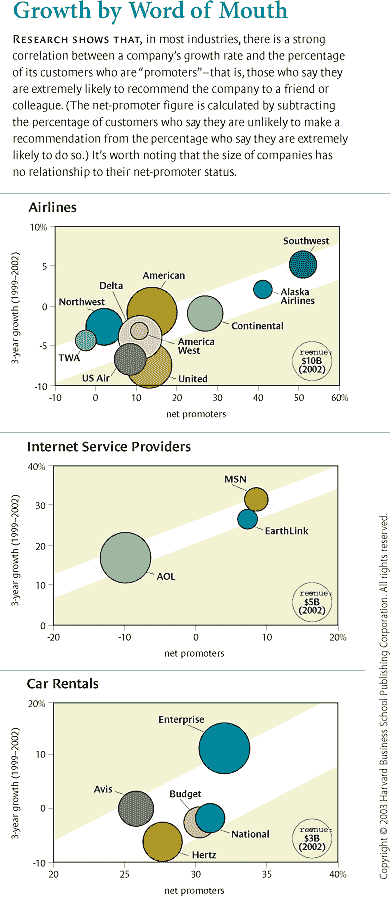 Growth by Word of Mouth
RESEARCH SHOWS THAT, in most industries, there is a strong
correlation between a company's growth rate and the percentage
of its customers who are “promoters”–that is, those who say they
are extremely likely to recommend the company to a friend or
colleague. (The net-promoter figure is calculated by subtracting
the percentage of customers who say they are unlikely to make a
recommendation from the percentage who say they are extremely
likely to do so.) It's worth noting that the size of companies has
no relationship to their net-promoter status.
Airlines
3-year growth (1999–2002)
10%
5
0
-5
-10
Southwest
American
Delta
Northwest
Alaska
Airlines
Continental
America
West
TWA
US Air
United
revenue:
$10B
(2002)
-10 0 10 20 30 40 50 60%
net promoters
Internet Service Providers
3-year growth (1999–2002)
40%
30
20
10
0
MSN
EarthLink
AOL
revenue:
$5B
(2002)
-20 -10 0 10 20%
net promoters
Car Rentals
3-year growth (1999–2002)
20%
10
0
-10
Enterprise
Avis
Budget
National
Hertz
revenue:
$3B
(2002)
20 25 30 35 40%
net promoters
Copyright © 2003 Harvard Business School Publishing Corporation. All rights reserved.